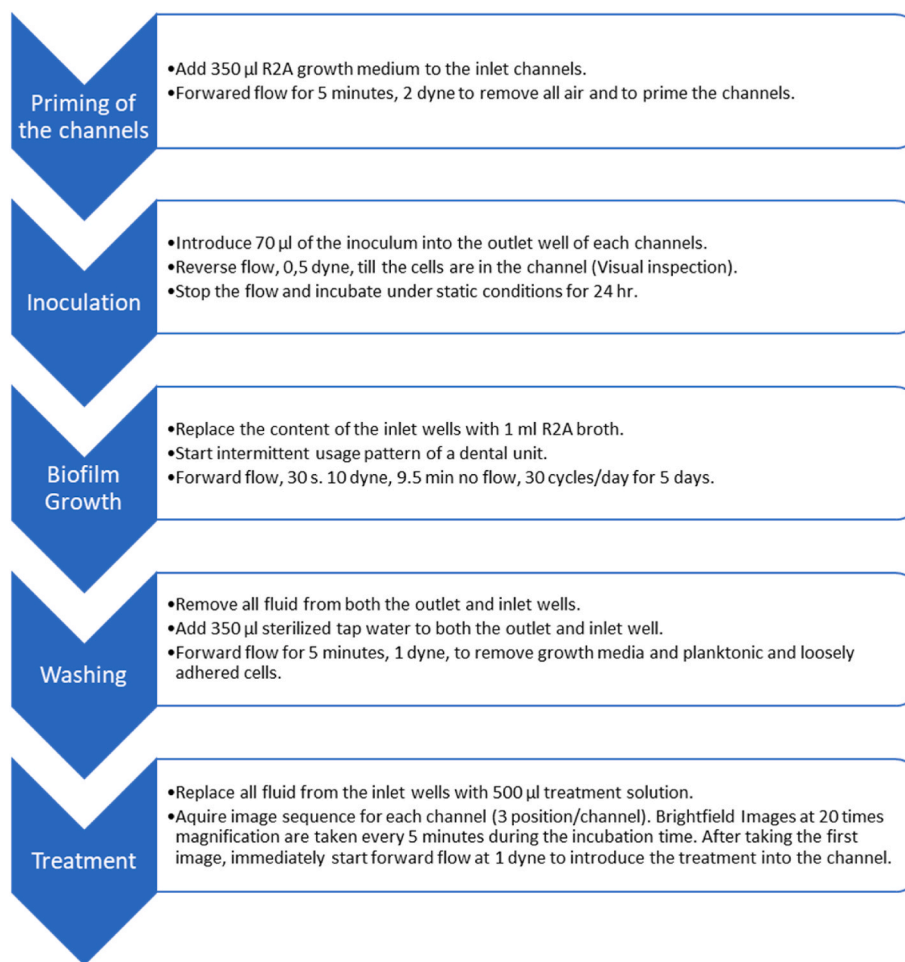 Priming of
the channels
•Add 350 µl R2A growth medium to the inlet channels.
•Forwared flow for 5 minutes, 2 dyne to remove all air and to prime the channels.
Inoculation
•Introduce 70 µl of the inoculum into the outlet well of each channels.
•Reverse flow, 0,5 dyne, till the cells are in the channel (Visual inspection).
•Stop the flow and incubate under static conditions for 24 hr.
Biofilm
Growth
•Replace the content of the inlet wells with 1 ml R2A broth.
•Start intermittent usage pattern of a dental unit.
•Forward flow, 30 s. 10 dyne, 9.5 min no flow, 30 cycles/day for 5 days.
Washing
•Remove all fluid from both the outlet and inlet wells.
•Add 350 µl sterilized tap water to both the outlet and inlet well.
•Forward flow for 5 minutes, 1 dyne, to remove growth media and planktonic and loosely
adhered cells.
Treatment
•Replace all fluid from the inlet wells with 500 µl treatment solution.
•Aquire image sequence for each channel (3 position/channel). Brightfield Images at 20 times
magnification are taken every 5 minutes during the incubation time. After taking the first
image, immediately start forward flow at 1 dyne to introduce the treatment into the channel.